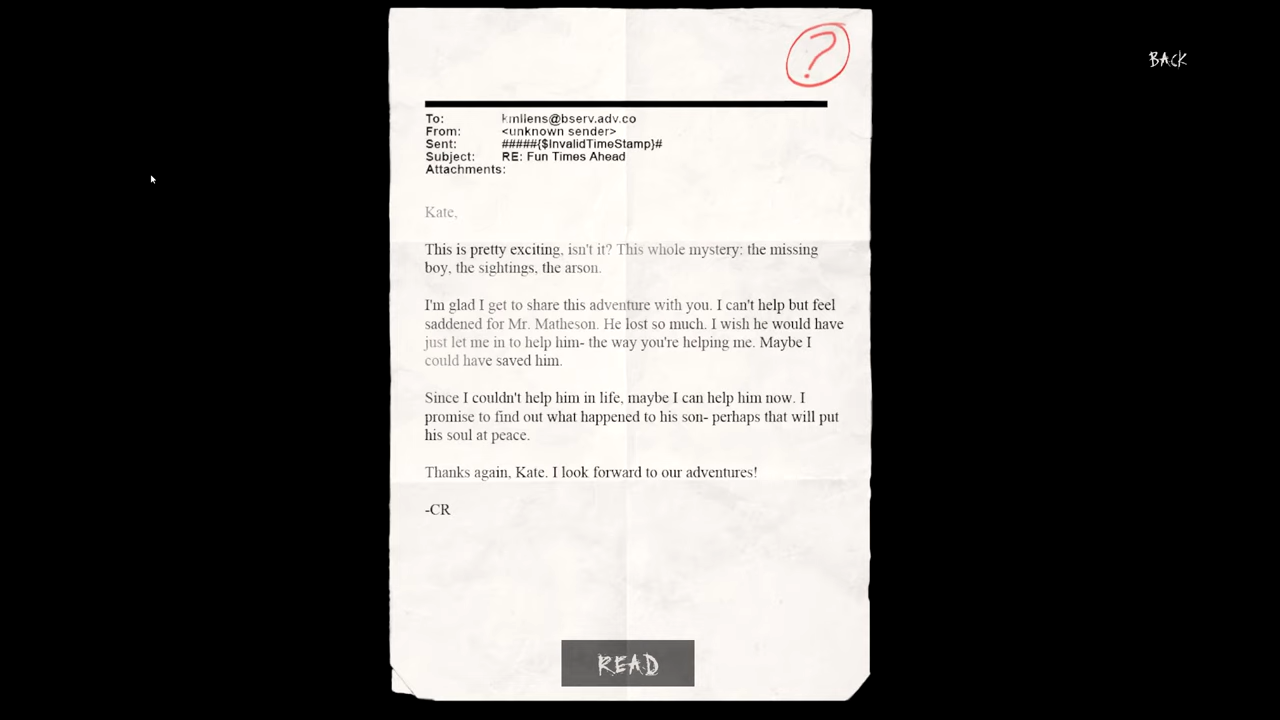 ?
BACK
To: kmilens@bserv.adv.co
From: <unknown sender>
Sent: #####{$InvalidTimeStamp}#
Subject: RE: Fun Times Ahead
Attachments:
Kate,
This is pretty exciting, isn't it? This whole mystery: the missing
boy, the sightings, the arson.
I'm glad I get to share this adventure with you. I can't help but feel
saddened for Mr. Matheson. He lost so much. I wish he would have
just let me in to help him- the way you're helping me. Maybe I
could have saved him.
Since I couldn't help him in life, maybe I can help him now. I
promise to find out what happened to his son- perhaps that will put
his soul at peace.
Thanks again, Kate. I look forward to our adventures!
-CR
READ